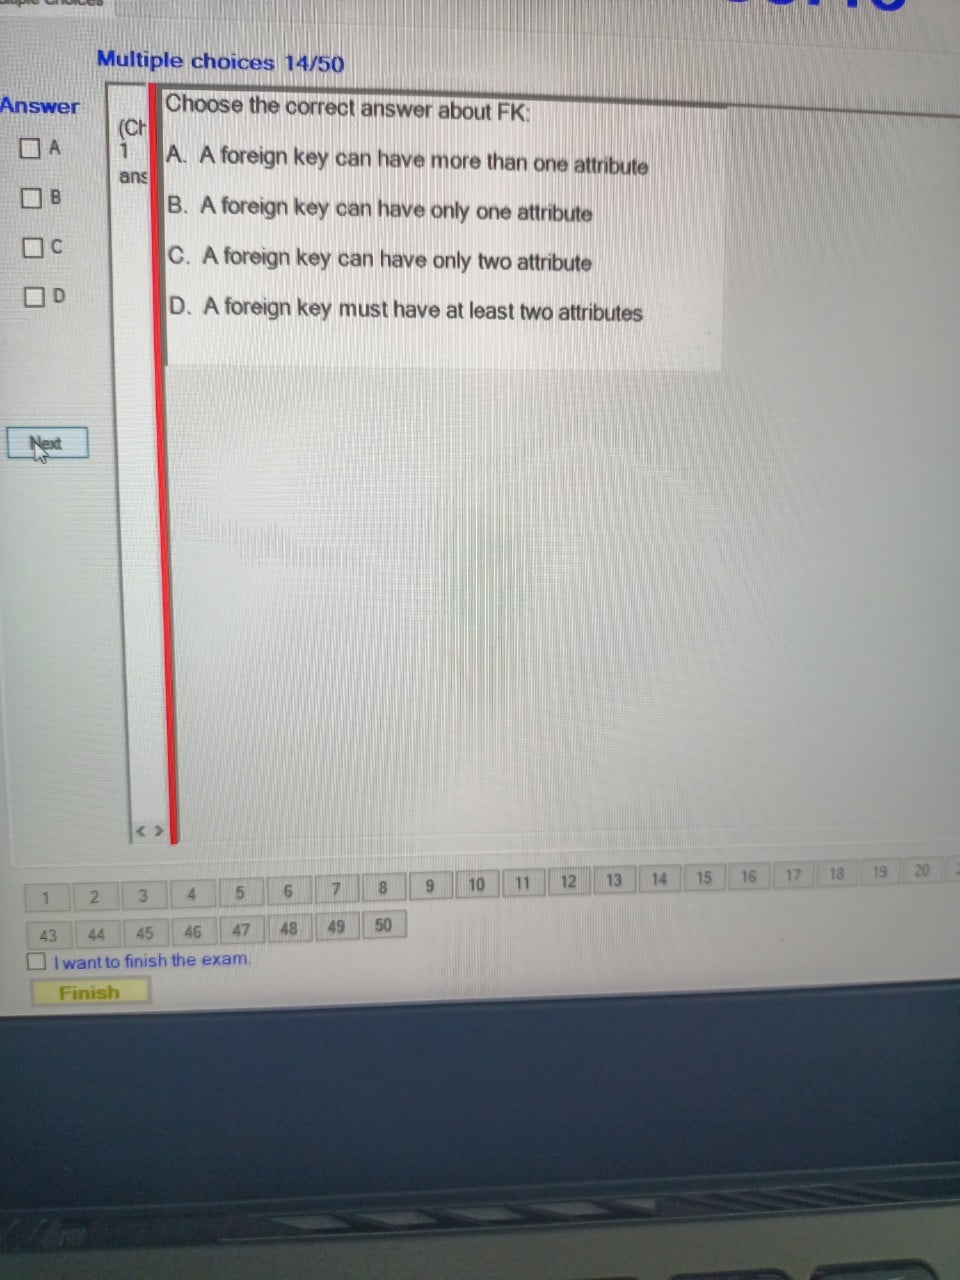 Multiple choices 14/50
Answer
A
B
C
D
Next
(Ch
1
ans
Choose the correct answer about FK:
A. A foreign key can have more than one attribute
B. A foreign key can have only one attribute
C. A foreign key can have only two attribute
D. A foreign key must have at least two attributes
< >
1 2 3 4 5 6 7 8 9 10 11 12 13 14 15 16 17 18 19 20
43 44 45 46 47 48 49 50
I want to finish the exam.
Finish